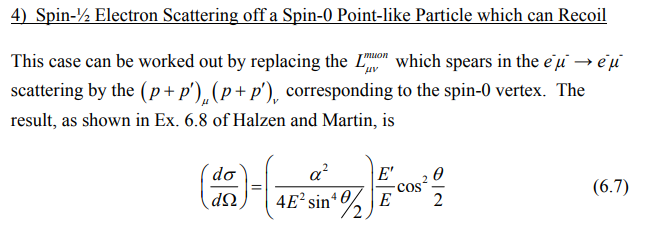 4) Spin-½ Electron Scattering off a Spin-0 Point-like Particle which can Recoil
This case can be worked out by replacing the $L_{\mu\nu}^{muon}$ which spears in the $e^-\mu^- \rightarrow e^-\mu^-$
scattering by the $(p+p')_\mu (p+p')_\nu$ corresponding to the spin-0 vertex. The
result, as shown in Ex. 6.8 of Halzen and Martin, is
$\left(\frac{d\sigma}{d\Omega}\right) = \left(\frac{\alpha^2}{4E^2 \sin^4 \theta/2}\right) \frac{E'}{E} \cos^2 \frac{\theta}{2}$ (6.7)